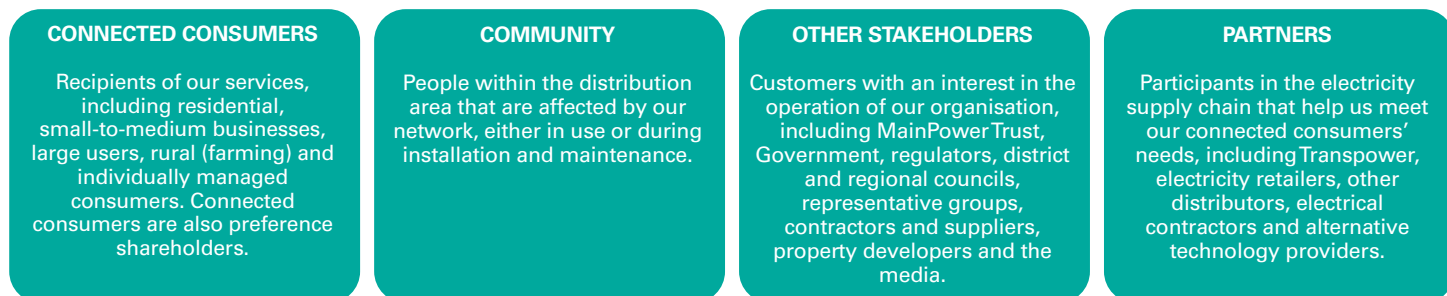 CONNECTED CONSUMERS
Recipients of our services,
including residential,
small-to-medium businesses,
large users, rural (farming) and
individually managed
consumers. Connected
consumers are also preference
shareholders.
COMMUNITY
People within the distribution
area that are affected by our
network, either in use or during
installation and maintenance.
OTHER STAKEHOLDERS
Customers with an interest in the
operation of our organisation,
including MainPower Trust,
Government, regulators, district
and regional councils,
representative groups,
contractors and suppliers,
property developers and the
media.
PARTNERS
Participants in the electricity
supply chain that help us meet
our connected consumers’
needs, including Transpower,
electricity retailers, other
distributors, electrical
contractors and alternative
technology providers.